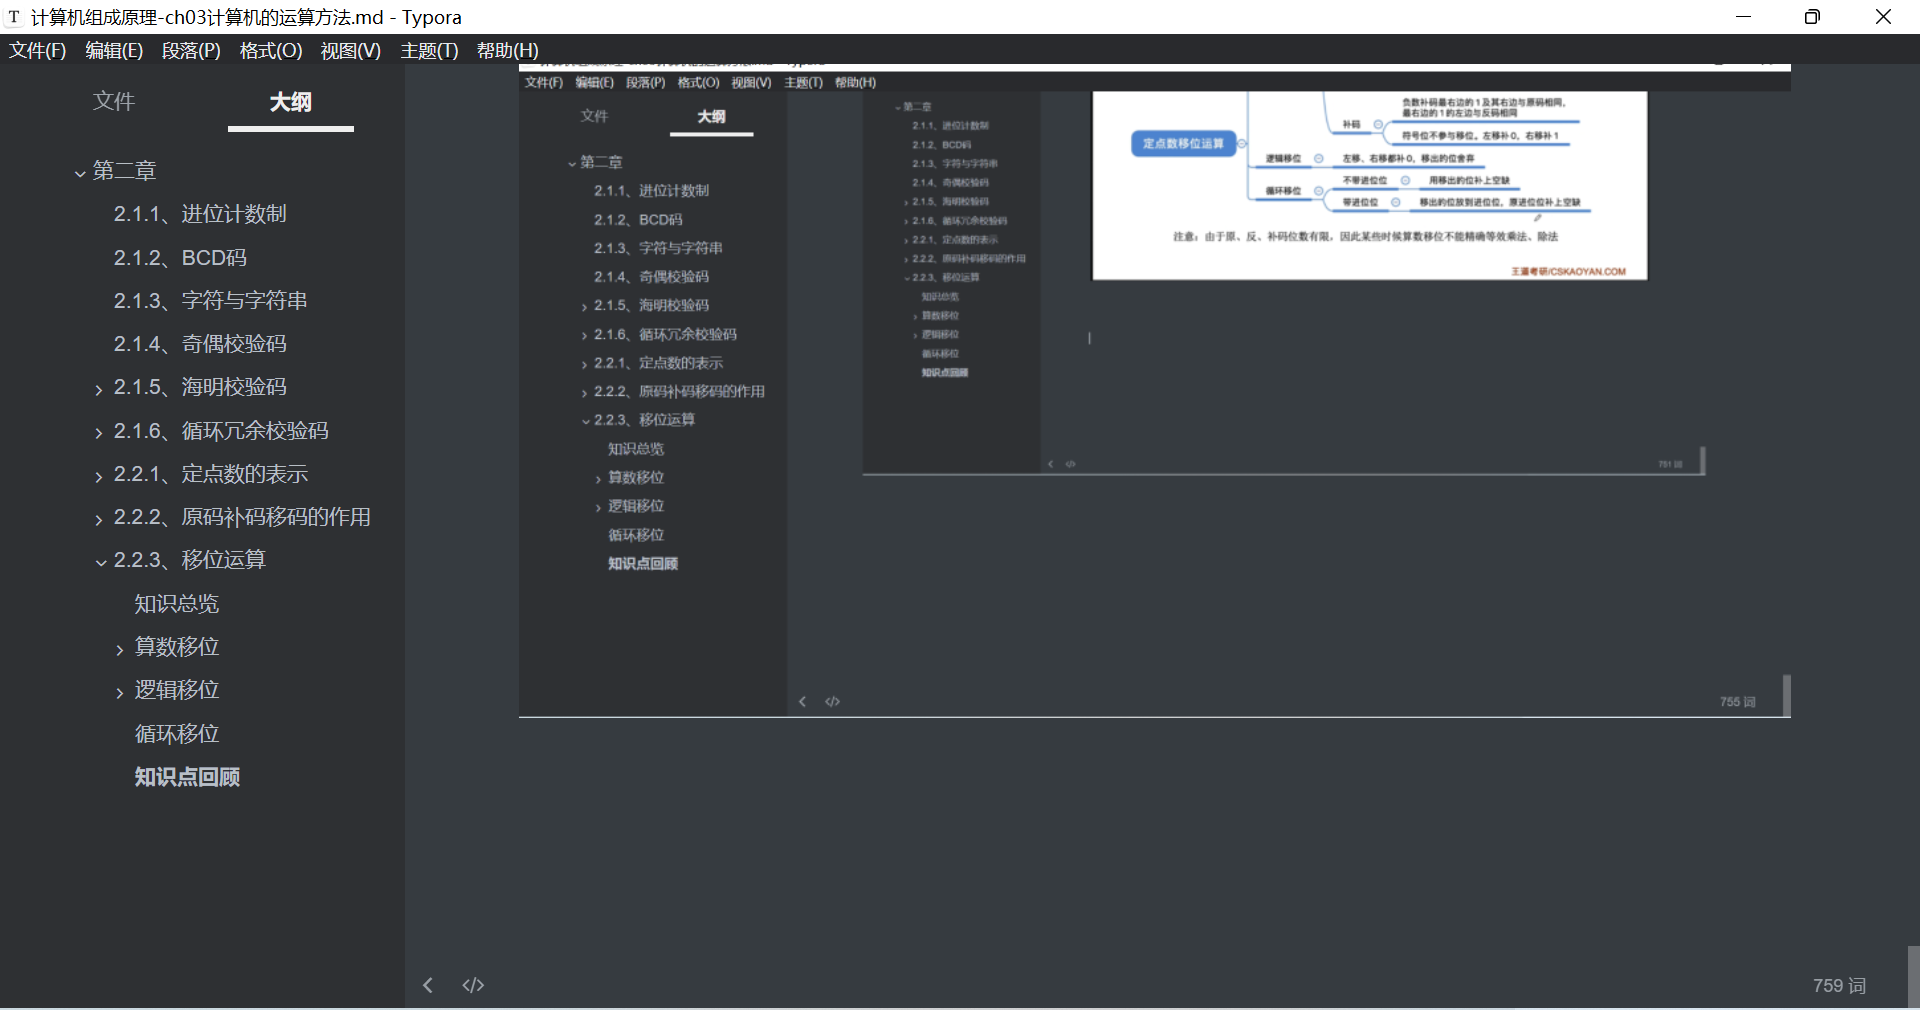 计算机组成原理-ch03计算机的运算方法.md - Typora
文件(F) 编辑(E) 段落(P) 格式(O) 视图(V) 主题(T) 帮助(H)
文件 大纲
第二章
2.1.1、进位计数制
2.1.2、BCD码
2.1.3、字符与字符串
2.1.4、奇偶校验码
2.1.5、海明校验码
2.1.6、循环冗余校验码
2.2.1、定点数的表示
2.2.2、原码补码移码的作用
2.2.3、移位运算
知识总览
算数移位
逻辑移位
循环移位
知识点回顾
文件(F) 编辑(E) 段落(P) 格式(O) 视图(V) 主题(T) 帮助(H)
文件 大纲
第二章
2.1.1、进位计数制
2.1.2、BCD码
2.1.3、字符与字符串
2.1.4、奇偶校验码
2.1.5、海明校验码
2.1.6、循环冗余校验码
2.2.1、定点数的表示
2.2.2、原码补码移码的作用
2.2.3、移位运算
知识总览
算数移位
逻辑移位
循环移位
知识点回顾
第二章
2.1.1、进位计数制
2.1.2、BCD码
2.1.3、字符与字符串
2.1.4、奇偶校验码
2.1.5、海明校验码
2.1.6、循环冗余校验码
2.2.1、定点数的表示
2.2.2、原码补码移码的作用
2.2.3、移位运算
知识总览
算数移位
逻辑移位
循环移位
知识点回顾
定点数移位运算
补码
负数补码最右边的1及其右边与原码相同，
最右边的1的左边与反码相同
符号位不参与移位。左移补0，右移补1
逻辑移位 左移、右移都补0，移出的位舍弃
循环移位
不带进位位 用移出的位补上空缺
带进位位 移出的位放到进位位，原进位位补上空缺
注意：由于原、反、补码位数有限，因此某些时候算数移位不能精确等效乘法、除法
王道考研/CSKAOYAN.COM
751 词
755 词
759 词